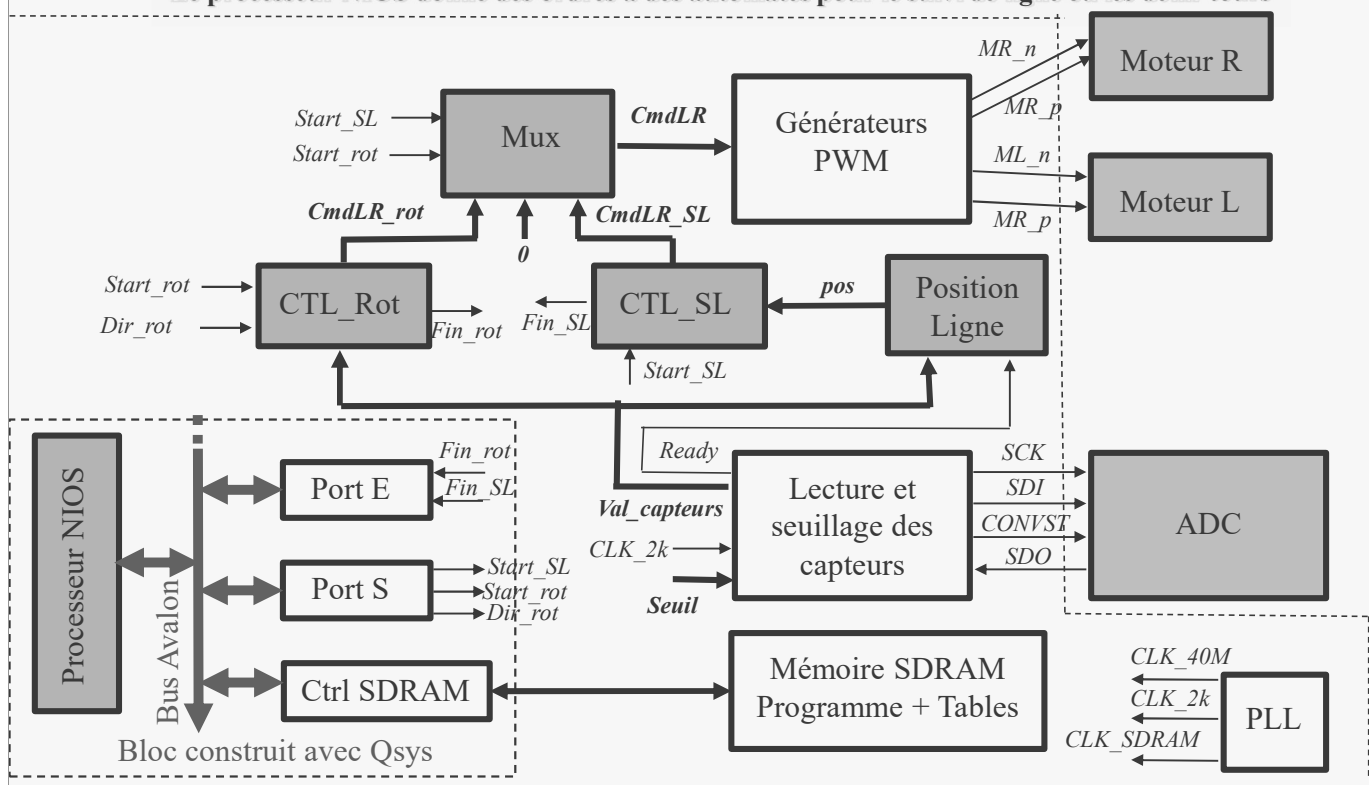 MR_n
Moteur R
Start_SL
CmdLR
Générateurs
MR_p
Mux
PWM
Start_rot
ML_n
CmdLR_rot
CmdLR_SL
Moteur L
MR_p
0
Start_rot
CTL_Rot
CTL_SL
pos
Position
Ligne
Dir_rot
Fin_rot
Fin_SL
Start_SL
Processeur NIOS
Bus Avalon
Fin_rot
Port E
Fin_SL
Port S
Start_SL
Start_rot
Dir_rot
Ctrl SDRAM
Bloc construit avec Qsys
Ready
Val_capteurs
CLK_2k
Seuil
Lecture et
seuillage des
capteurs
SCK
SDI
CONVST
SDO
ADC
Mémoire SDRAM
Programme + Tables
CLK_40M
CLK_2k
CLK_SDRAM
PLL